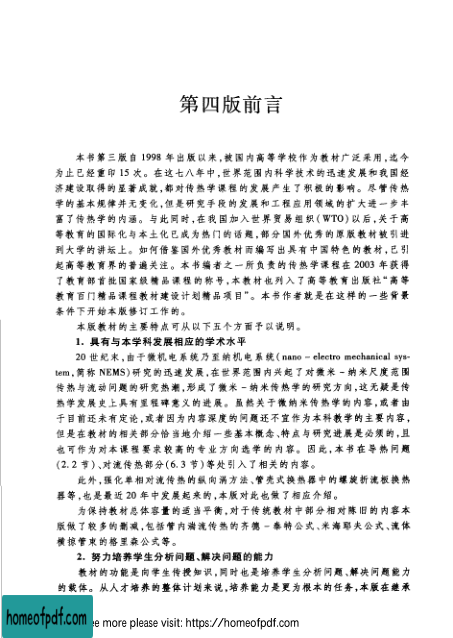 第四版前言
本书第三版自 1998 年出版以来,被国内高等学校作为教材广泛采用,迄今
为止已经重印 15 次。在这七八年中,世界范围内科学技术的迅速发展和我国经
济建设取得的显著成就,都对传热学课程的发展产生了积极的影响。尽管传热
学的基本规律并无变化,但是研究手段的发展和工程应用领域的扩大进一步丰
富了传热学的内涵。与此同时,在我国加入世界贸易组织(WTO)以后,关于高
等教育的国际化与本土化已成为热门的话题,部分国外优秀的原版教材被引进
到大学的讲坛上。如何借鉴国外优秀教材而编写出具有中国特色的教材,已引
起高等教育界的普遍关注。本书编者之一所负责的传热学课程在 2003 年获得
了教育部首批国家级精品课程的称号,本教材也列入了高等教育出版社“高等
教育百门精品课程教材建设计划精品项目”。本书作者就是在这样的一些背景
条件下开始本版修订工作的。
本版教材的主要特点可从以下五个方面予以说明。
1. 具有与本学科发展相应的学术水平
20 世纪末,由于微机电系统乃至纳机电系统(nano – electro mechanical sys-
tem,简称 NEMS)研究的迅速发展,在世界范围内兴起了对微米 – 纳米尺度范围
传热与流动问题的研究热潮,形成了微米 – 纳米传热学的研究方向,这无疑是传
热学发展史上具有里程碑意义的进展。虽然关于微纳米传热学的内容,或者由
于目前还未有定论,或者因为内容深度的问题还不宜作为本科教学的主要内容,
但是在教材的相关部分恰当地介绍一些基本概念、特点与研究进展是必须的,且
也可作为对本课程要求较高的专业方向选学的内容。因此,本书在导热问题
(2.2 节)、对流传热部分(6.3 节)等处引入了相关的内容。
此外,强化单相对流传热的纵向涡方法、管壳式换热器中的螺旋折流板换热
器等,也是最近 20 年中发展起来的,本版对此也做了相应介绍。
为保持教材总体容量的适当平衡,对于传统教材中部分相对陈旧的内容本
版做了较多的删减,包括管内湍流传热的齐德 – 泰特公式、米海耶夫公式、流体
横掠管束的格里森公式等。
2. 努力培养学生分析问题、解决问题的能力
教材的功能是向学生传授知识,同时也是培养学生分析问题、解决问题能力
的载体。从人才培养的整体计划来说,培养能力是更为根本的任务,本版在继承
homeofpdf.com
ee more please visit: https://homeofpdf.com